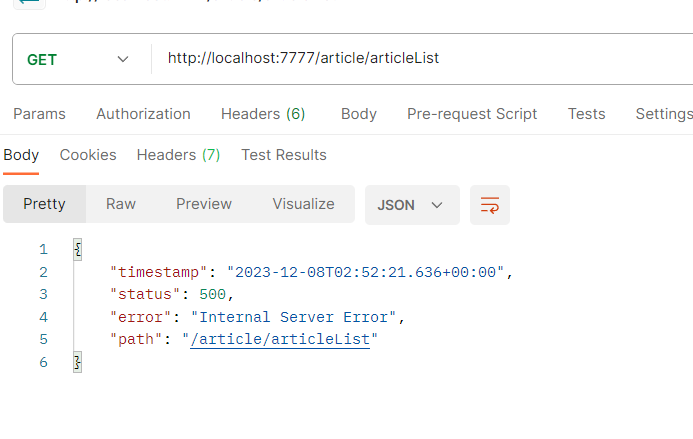 GET http://localhost:7777/article/articleList
Params Authorization Headers (6) Body Pre-request Script Tests Settings
Body Cookies Headers (7) Test Results
Pretty Raw Preview Visualize JSON
1 {
2 "timestamp": "2023-12-08T02:52:21.636+00:00",
3 "status": 500,
4 "error": "Internal Server Error",
5 "path": "/article/articleList"
6 }